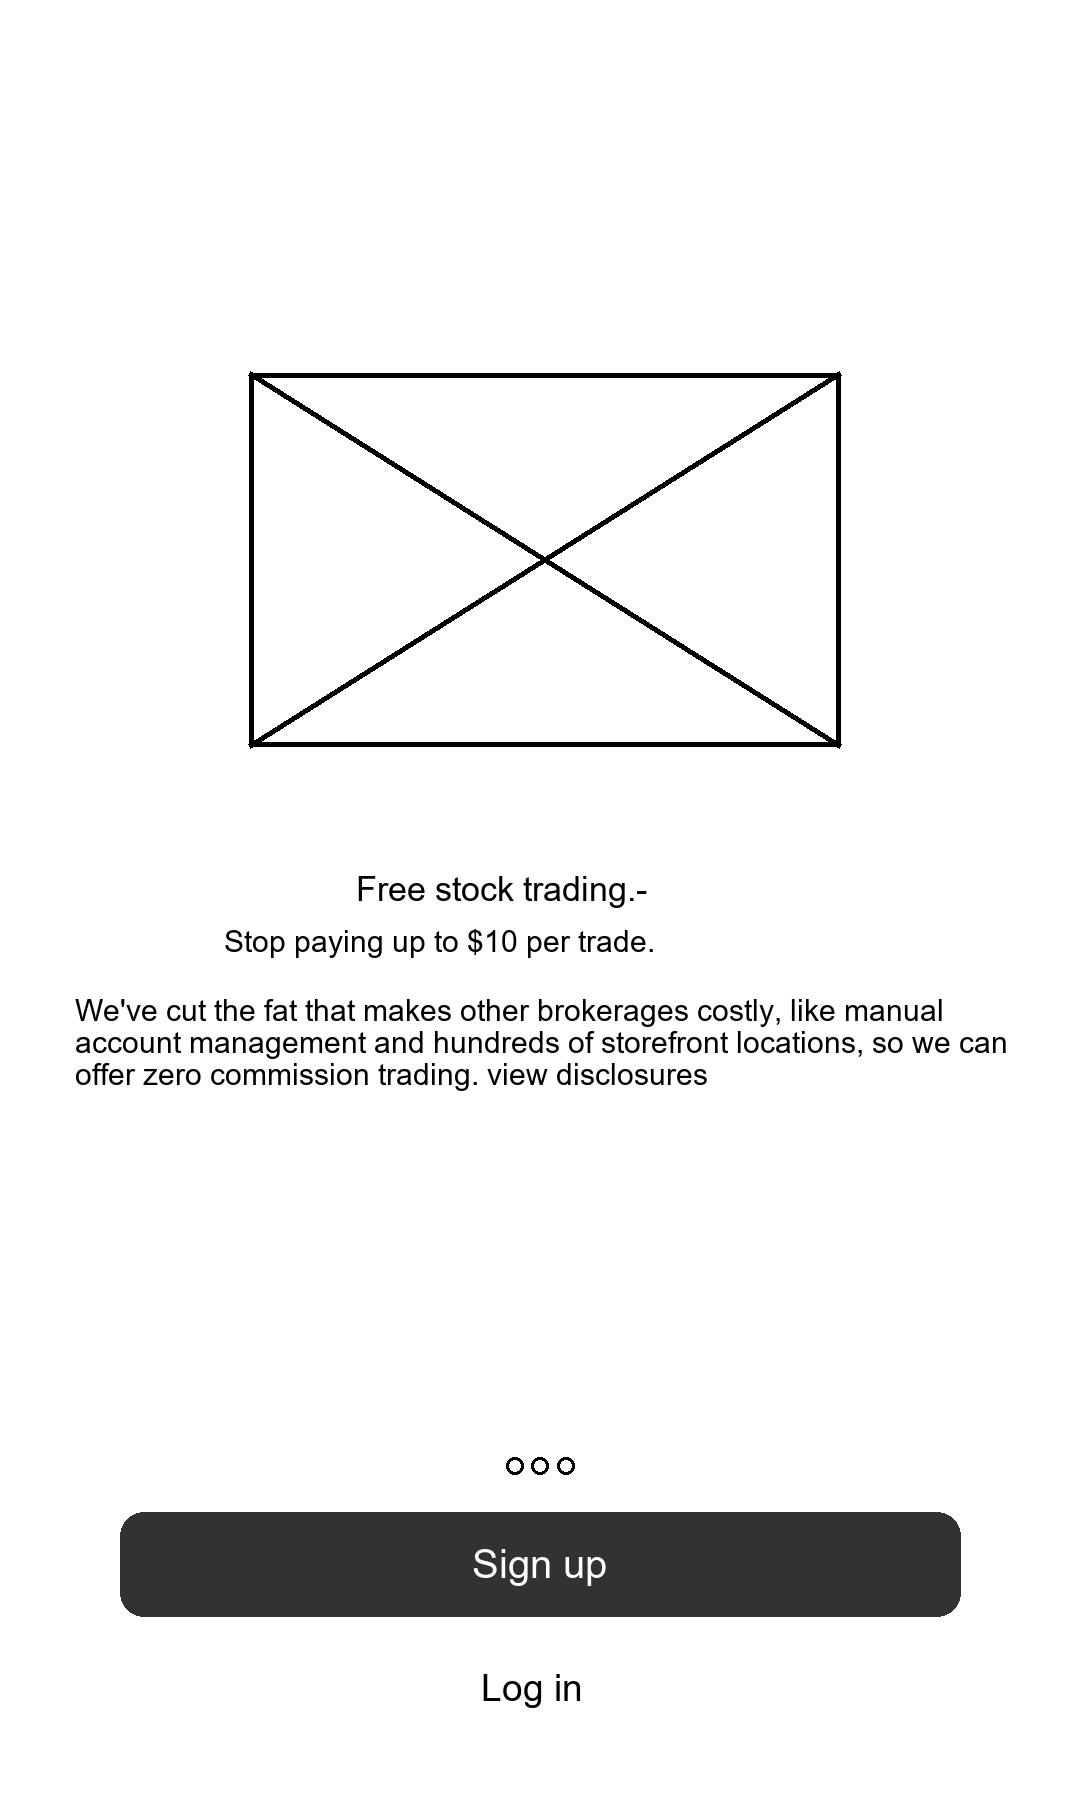 Free stock trading.-
Stop paying up to $10 per trade.
We've cut the fat that makes other brokerages costly, like manual
account management and hundreds of storefront locations, so we can
offer zero commission trading. view disclosures
Sign up
Log in